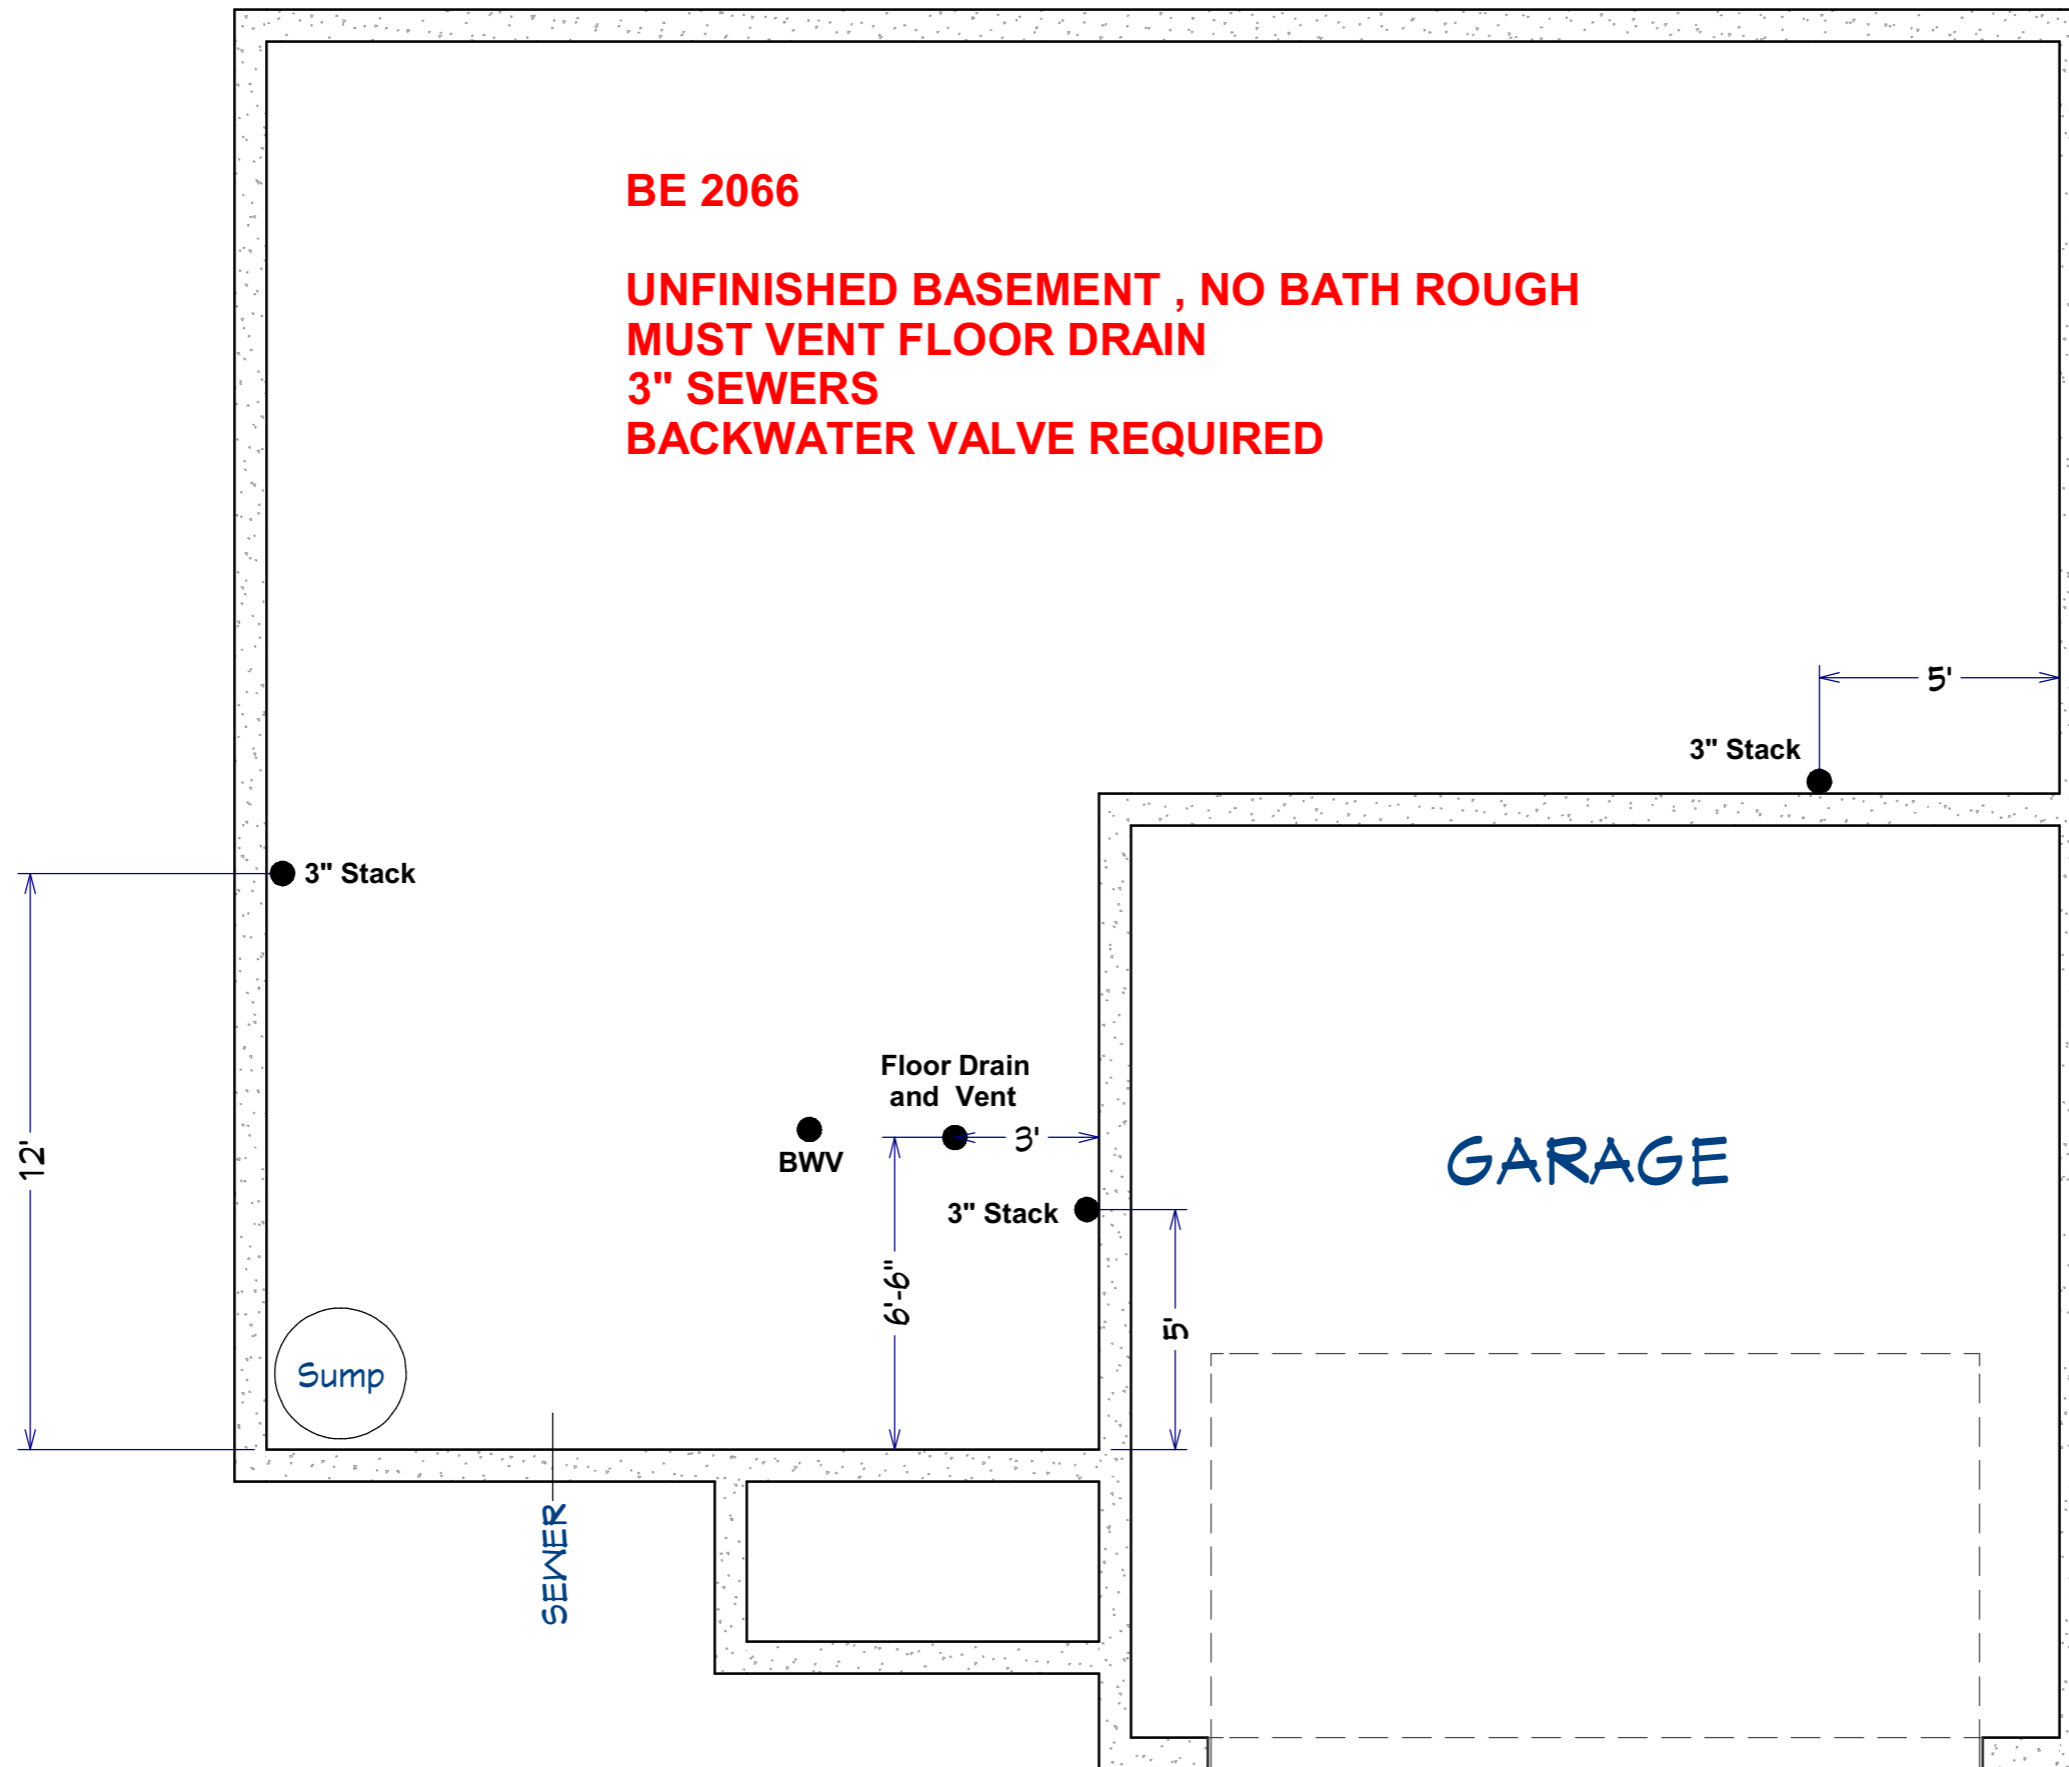 BE 2066
UNFINISHED BASEMENT , NO BATH ROUGH
MUST VENT FLOOR DRAIN
3" SEWERS
BACKWATER VALVE REQUIRED
5'
3" Stack
3" Stack
Floor Drain
and Vent
12'
BWV
3'
GARAGE
3" Stack
6'-6"
5'
Sump
SEWER